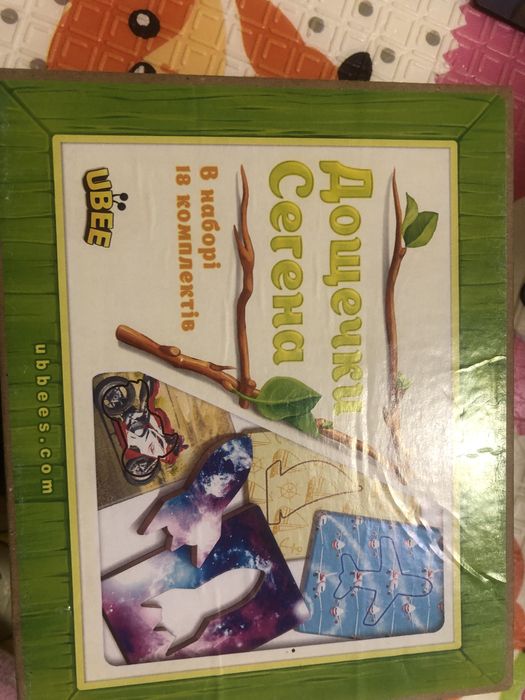 Дощечки
Сегена
В наборі
18 комплектів
UBEE
ubbees.com